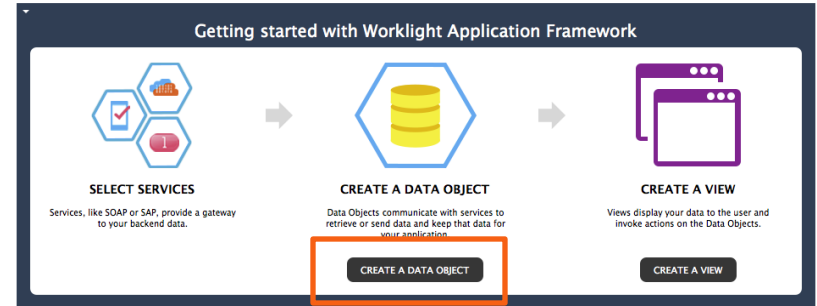 Getting started with Worklight Application Framework
1
SELECT SERVICES
Services, like SOAP or SAP, provide a gateway
to your backend data.
CREATE A DATA OBJECT
Data Objects communicate with services to
retrieve or send data and keep that data for
your application.
CREATE A DATA OBJECT
CREATE A VIEW
Views display your data to the user and
invoke actions on the Data Objects.
CREATE A VIEW